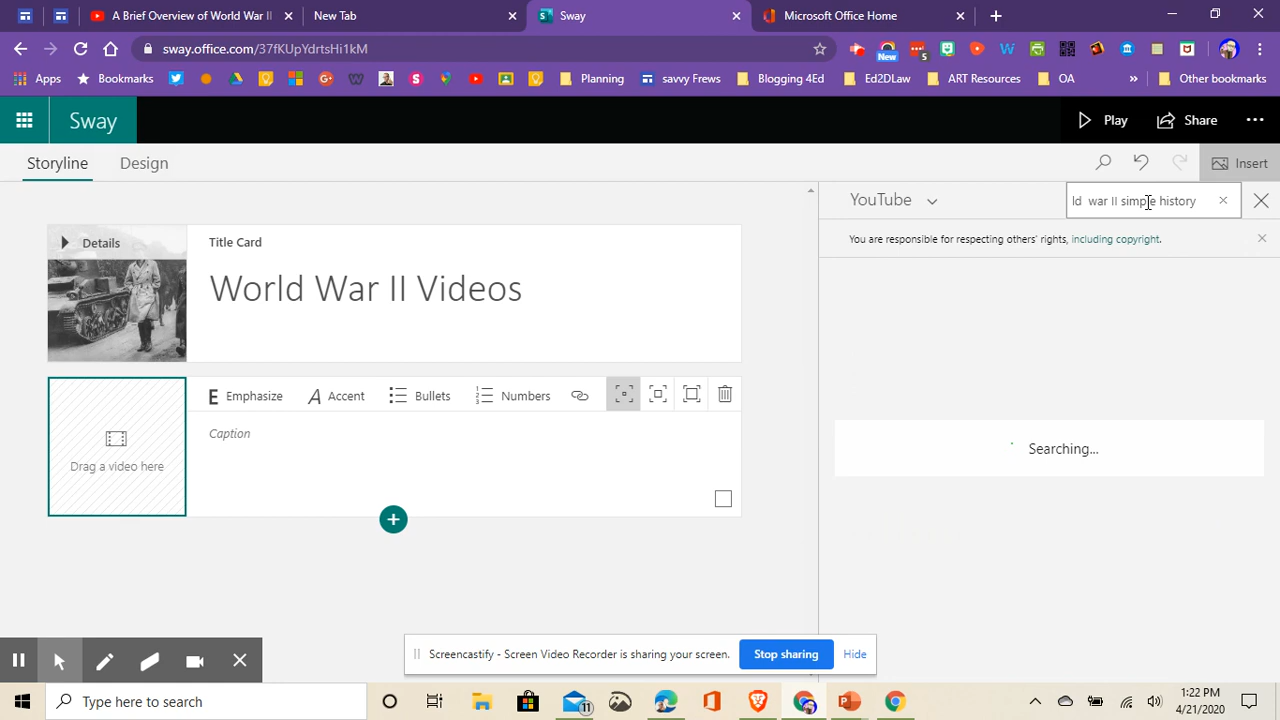 A Brief Overview of World War II
New Tab
Sway
Microsoft Office Home
sway.office.com/37fKUpYdrtsHi1kM
New
Apps
Bookmarks
Planning
savvy Frews
Blogging 4Ed
Ed2DLaw
ART Resources
OA
Other bookmarks
Sway
Play
Share
Storyline
Design
Insert
YouTube
ld war II simple history
You are responsible for respecting others' rights, including copyright.
Details
Title Card
World War II Videos
E Emphasize
A Accent
Bullets
Numbers
Caption
Drag a video here
Searching...
Screencastify - Screen Video Recorder is sharing your screen.
Stop sharing
Hide
Type here to search
11
1:22 PM
4/21/2020